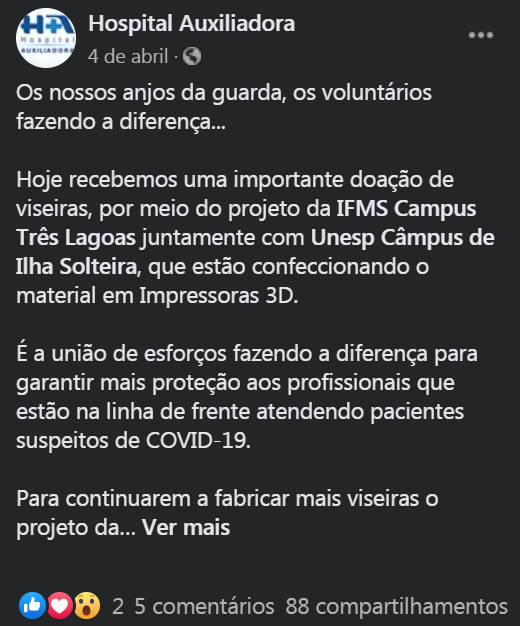 HA
Hospital
AUXILIADORA
Hospital Auxiliadora
4 de abril ·
Os nossos anjos da guarda, os voluntários
fazendo a diferença...
Hoje recebemos uma importante doação de
viseiras, por meio do projeto da IFMS Campus
Três Lagoas juntamente com Unesp Câmpus de
Ilha Solteira, que estão confeccionando o
material em Impressoras 3D.
É a união de esforços fazendo a diferença para
garantir mais proteção aos profissionais que
estão na linha de frente atendendo pacientes
suspeitos de COVID-19.
Para continuarem a fabricar mais viseiras o
projeto da... Ver mais
2 5 comentários 88 compartilhamentos